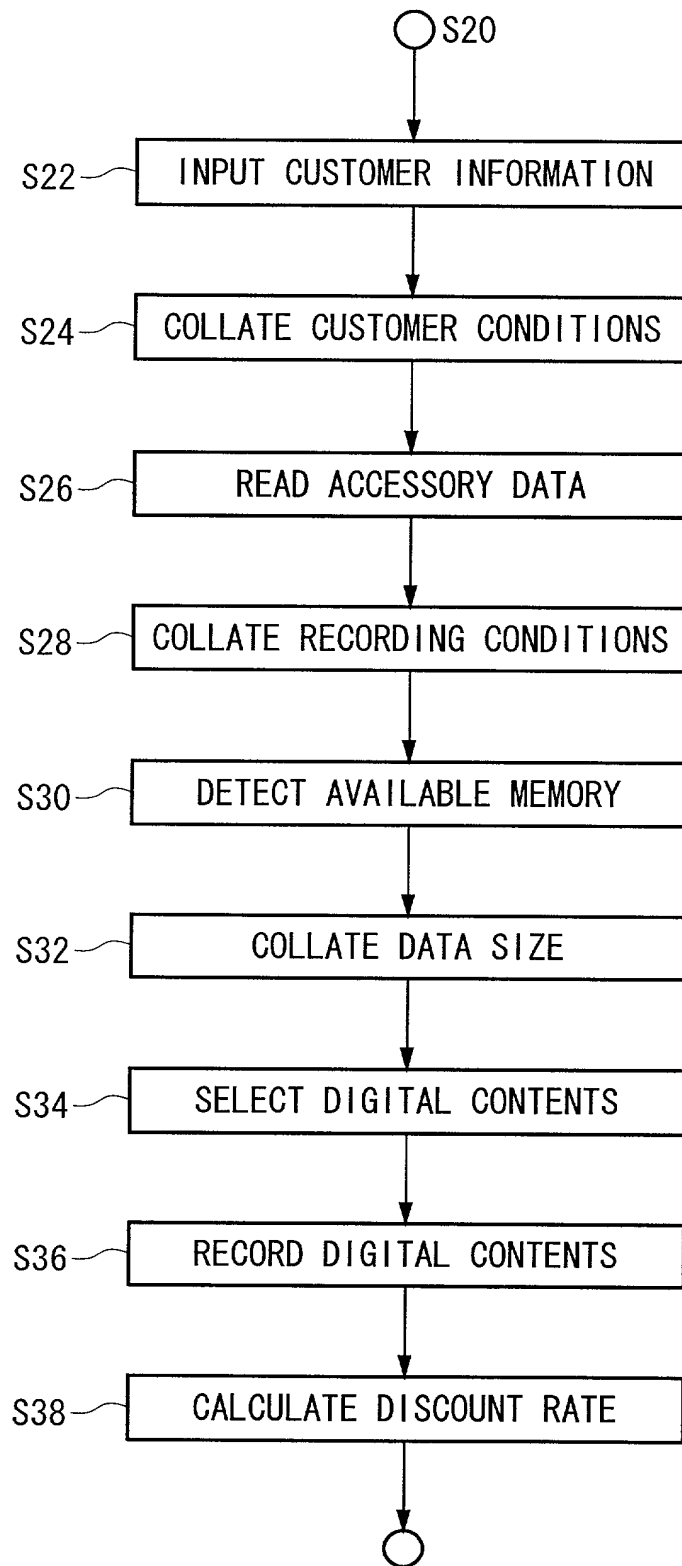 S20
S22 INPUT CUSTOMER INFORMATION
S24 COLLATE CUSTOMER CONDITIONS
S26 READ ACCESSORY DATA
S28 COLLATE RECORDING CONDITIONS
S30 DETECT AVAILABLE MEMORY
S32 COLLATE DATA SIZE
S34 SELECT DIGITAL CONTENTS
S36 RECORD DIGITAL CONTENTS
S38 CALCULATE DISCOUNT RATE